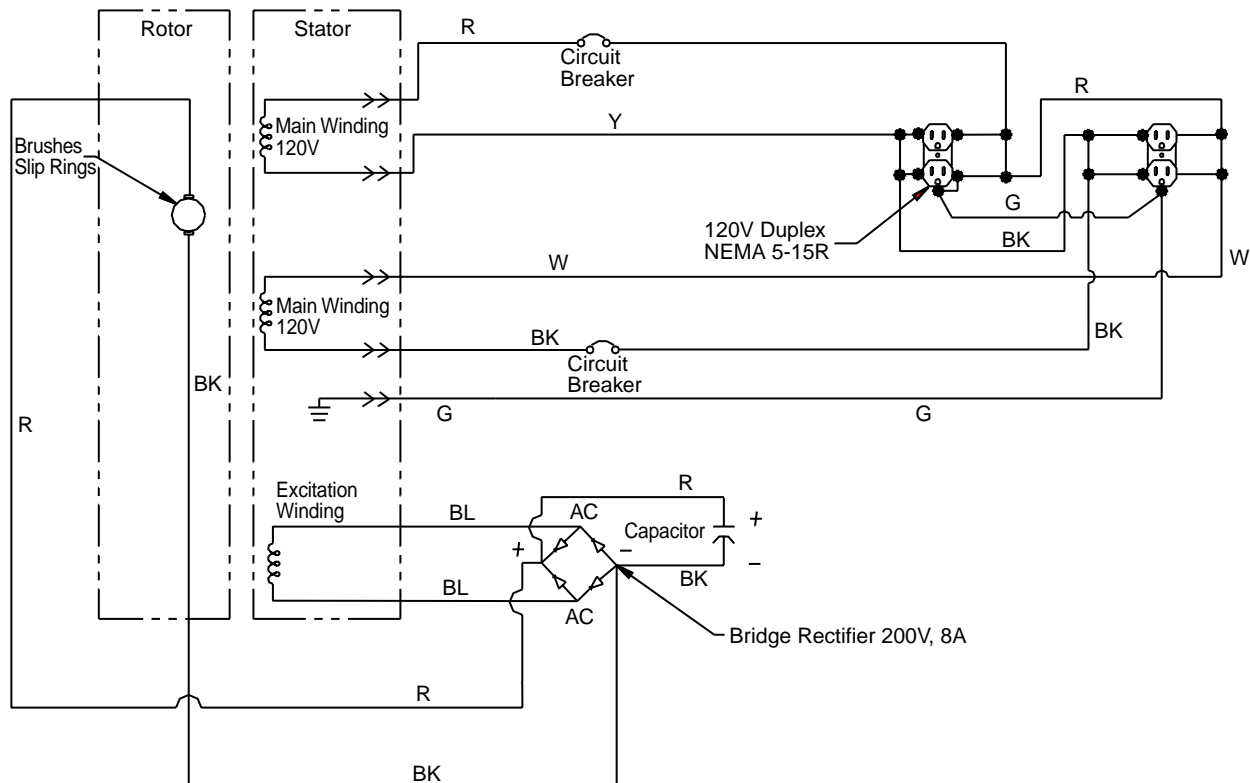 Rotor
Stator
R
Circuit
Breaker
Main Winding
120V
Y
R
Brushes
Slip Rings
G
120V Duplex
NEMA 5-15R
BK
W
W
Main Winding
120V
BK
Circuit
Breaker
BK
BK
R
G
G
Excitation
Winding
BL
AC
R
Capacitor
+
+
−
−
BK
BL
AC
Bridge Rectifier 200V, 8A
R
BK